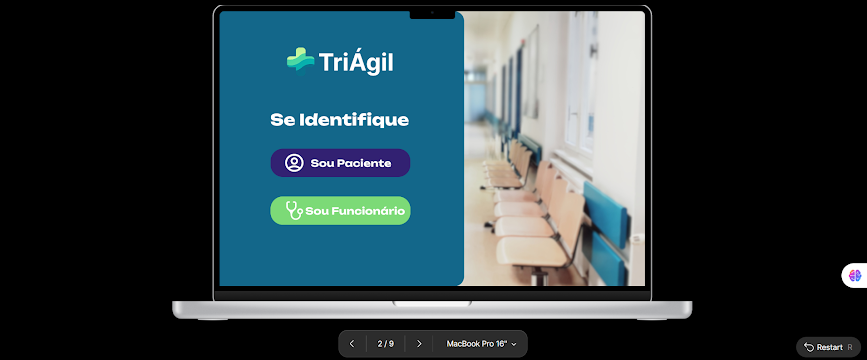 TriÁgil
Se Identifique
Sou Paciente
Sou Funcionário
2 / 9
MacBook Pro 16"
Restart R